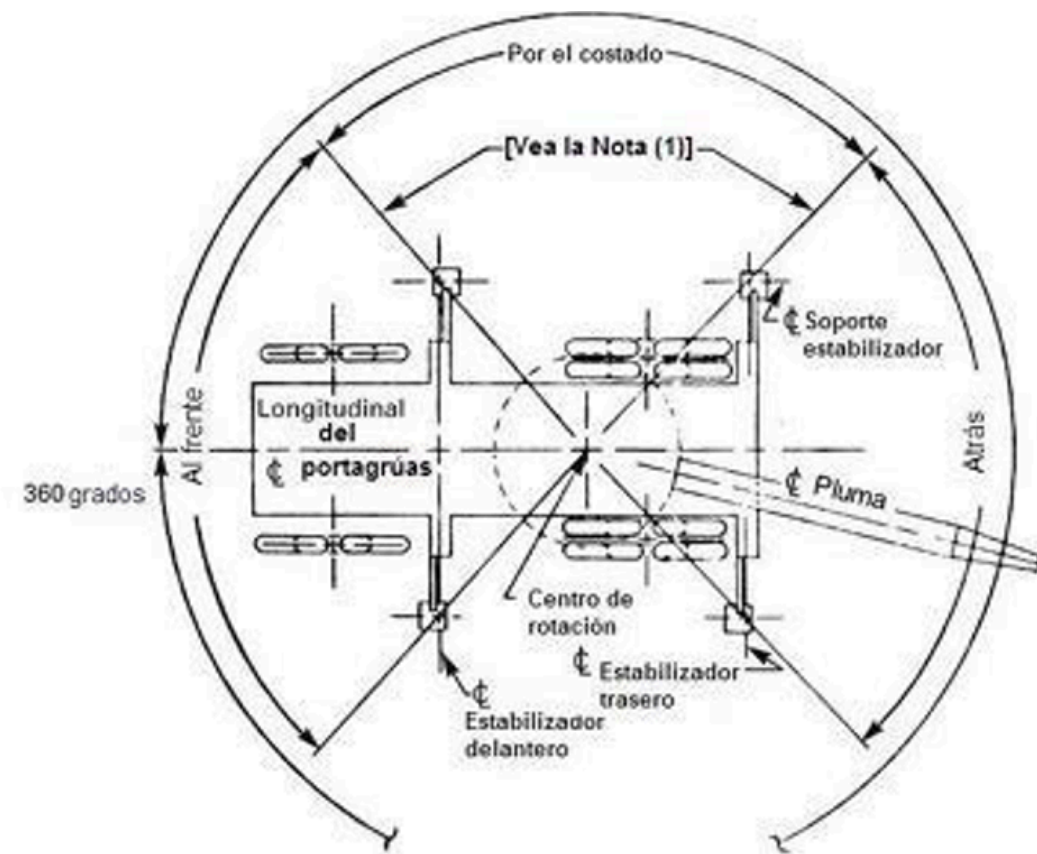 Por el costado
[Vea la Nota (1)]
℄ Soporte
estabilizador
Al frente
Longitudinal
del
℄ portagrúas
Atrás
360 grados
℄ Pluma
Centro de
rotación
℄ Estabilizador
trasero
℄
Estabilizador
delantero